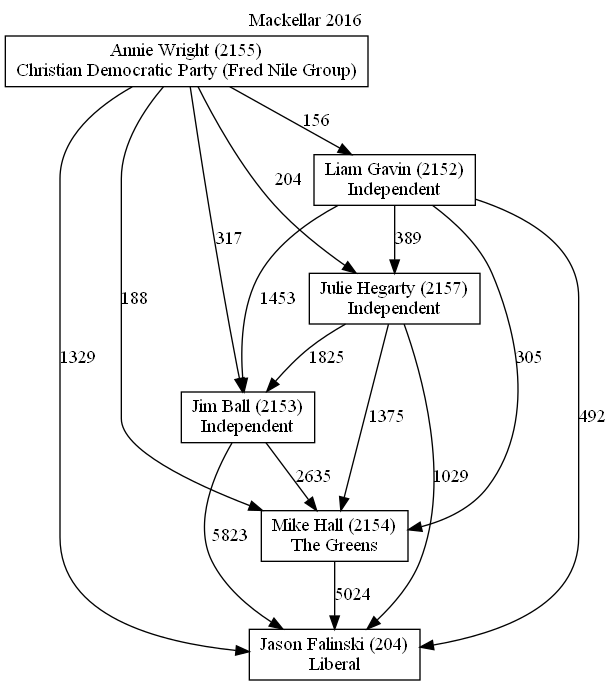 Mackellar 2016
Annie Wright (2155)
Christian Democratic Party (Fred Nile Group)
156
Liam Gavin (2152)
Independent
204
317
389
Julie Hegarty (2157)
Independent
188
1453
1329
1825
305
Jim Ball (2153)
Independent
1375
492
2635
1029
Mike Hall (2154)
The Greens
5823
5024
Jason Falinski (204)
Liberal